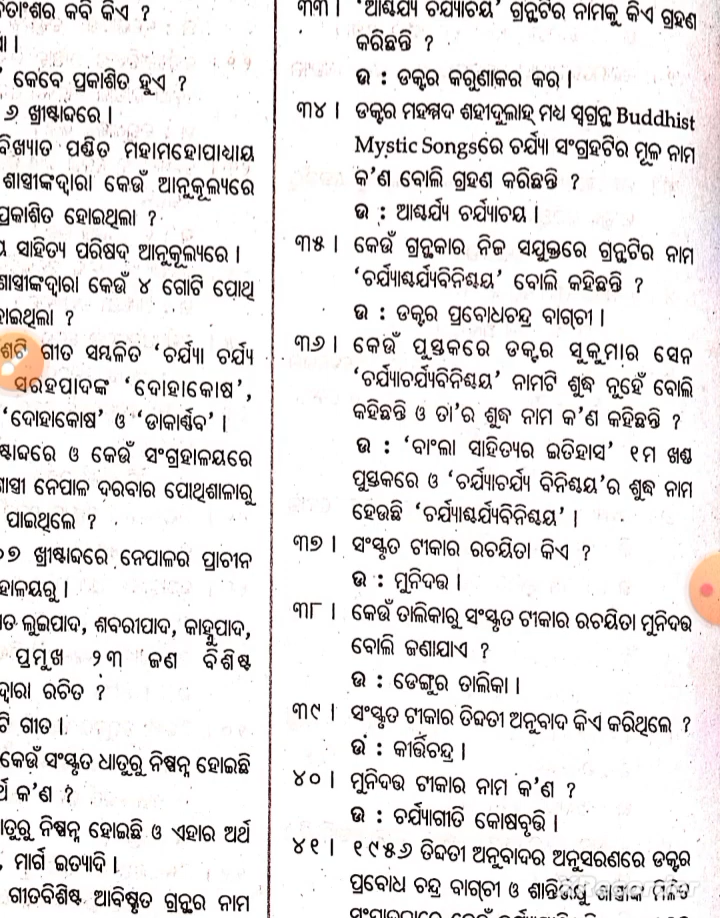 ତାଂଶର କବି କିଏ ?
। 
କେବେ ପ୍ରକାଶିତ ହୁଏ ?
୬ ଖ୍ରୀଷ୍ଟାବ୍ଦରେ ।
ବିଖ୍ୟାତ ପଣ୍ଡିତ ମହାମହୋପାଧ୍ୟାୟ
ଶାସ୍ତ୍ରୀଙ୍କଦ୍ୱାରା କେଉଁ ଆନୁକୂଲ୍ୟରେ
ପ୍ରକାଶିତ ହୋଇଥିଲା ?
ସାହିତ୍ୟ ପରିଷଦ ଆନୁକୂଲ୍ୟରେ ।
ଶାସ୍ତ୍ରୀଙ୍କଦ୍ୱାରା କେଉଁ ୪ ଗୋଟି ପୋଥି
ହୋଇଥିଲା ?
ଶଟି ଗୀତ ସମ୍ବଳିତ ‘ଚର୍ଯ୍ୟା ଚର୍ଯ୍ୟ
ସରହପାଦଙ୍କ ‘ଦୋହାକୋଷ’,
‘ଦୋହାକୋଷ’ ଓ ‘ଡାକାର୍ଣ୍ଣବ’ ।
ଷ୍ଟାବ୍ଦରେ ଓ କେଉଁ ସଂଗ୍ରହାଳୟରେ
ଶାସ୍ତ୍ରୀ ନେପାଳ ଦରବାର ପୋଥିଶାଳାରୁ
ପାଇଥିଲେ ?
୦୭ ଖ୍ରୀଷ୍ଟାବ୍ଦରେ ନେପାଳର ପ୍ରାଚୀନ
ହାଳୟରୁ ।
ତ ଲୁଇପାଦ, ଶବରୀପାଦ, କାହ୍ନୁପାଦ,
ପ୍ରମୁଖ ୨୩ ଜଣ ବିଶିଷ୍ଟ
ଦ୍ୱାରା ରଚିତ ?
ଟି ଗୀତ ।
କେଉଁ ସଂସ୍କୃତ ଧାତୁରୁ ନିଷ୍ପନ୍ନ ହୋଇଛି
ର୍ଥ କ'ଣ ?
ାତୁରୁ ନିଷ୍ପନ୍ନ ହୋଇଛି ଓ ଏହାର ଅର୍ଥ
, ମାର୍ଗ ଇତ୍ୟାଦି ।
ଗୀତବିଶିଷ୍ଟ ଆବିଷ୍କୃତ ଗ୍ରନ୍ଥର ନାମ
୩୩। ‘ଆଶ୍ଚର୍ଯ୍ୟ ଚର୍ଯ୍ୟାଚୟ’ ଗ୍ରନ୍ଥଟିର ନାମକୁ କିଏ ଗ୍ରହଣ
କରିଛନ୍ତି ?
ଉ : ଡକ୍ଟର କରୁଣାକର କର ।
୩୪। ଡକ୍ଟର ମହମ୍ମଦ ଶହୀଦୁଲାହ୍ ମଧ୍ୟ ସ୍ୱଗ୍ରନ୍ଥ Buddhist
Mystic Songsରେ ଚର୍ଯ୍ୟା ସଂଗ୍ରହଟିର ମୂଳ ନାମ
କ'ଣ ବୋଲି ଗ୍ରହଣ କରିଛନ୍ତି ?
ଉ : ଆଶ୍ଚର୍ଯ୍ୟ ଚର୍ଯ୍ୟାଚୟ ।
୩୫। କେଉଁ ଗ୍ରନ୍ଥକାର ନିଜ ସଯୁକ୍ତରେ ଗ୍ରନ୍ଥଟିର ନାମ
‘ଚର୍ଯ୍ୟାଶ୍ଚର୍ଯ୍ୟବିନିଶ୍ଚୟ’ ବୋଲି କହିଛନ୍ତି ?
ଉ : ଡକ୍ଟର ପ୍ରବୋଧଚନ୍ଦ୍ର ବାଗ୍‌ଚୀ ।
୩୬। କେଉଁ ପୁସ୍ତକରେ ଡକ୍ଟର ସୁକୁମାର ସେନ
‘ଚର୍ଯ୍ୟାଚର୍ଯ୍ୟବିନିଶ୍ଚୟ’ ନାମଟି ଶୁଦ୍ଧ ନୁହେଁ ବୋଲି
କହିଛନ୍ତି ଓ ତା'ର ଶୁଦ୍ଧ ନାମ କ'ଣ କହିଛନ୍ତି ?
ଉ : ‘ବାଂଲା ସାହିତ୍ୟର ଇତିହାସ’ ୧ମ ଖଣ୍ଡ
ପୁସ୍ତକରେ ଓ ‘ଚର୍ଯ୍ୟାଚର୍ଯ୍ୟ ବିନିଶ୍ଚୟ’ର ଶୁଦ୍ଧ ନାମ
ହେଉଛି ‘ଚର୍ଯ୍ୟାଶ୍ଚର୍ଯ୍ୟବିନିଶ୍ଚୟ’ ।
୩୭। ସଂସ୍କୃତ ଟୀକାର ରଚୟିତା କିଏ ?
ଉ : ମୁନିଦତ୍ତ ।
୩୮। କେଉଁ ତାଲିକାରୁ ସଂସ୍କୃତ ଟୀକାର ରଚୟିତା ମୁନିଦତ୍ତ
ବୋଲି ଜଣାଯାଏ ?
ଉ : ତେଙ୍ଗୁର ତାଲିକା ।
୩୯। ସଂସ୍କୃତ ଟୀକାର ତିବ୍ବତୀ ଅନୁବାଦ କିଏ କରିଥିଲେ ?
ଉ : କୀର୍ତ୍ତିଚନ୍ଦ୍ର ।
୪୦। ମୁନିଦତ୍ତ ଟୀକାର ନାମ କ'ଣ ?
ଉ : ଚର୍ଯ୍ୟାଗୀତି କୋଷବୃତ୍ତି ।
୪୧। ୧୯୫୬ ତିବ୍ବତୀ ଅନୁବାଦର ଅନୁସରଣରେ ଡକ୍ଟର
ପ୍ରବୋଧ ଚନ୍ଦ୍ର ବାଗ୍‌ଚୀ ଓ ଶାନ୍ତିଭିକ୍ଷୁ ଶାସ୍ତ୍ରୀଙ୍କ ମିଳିତ